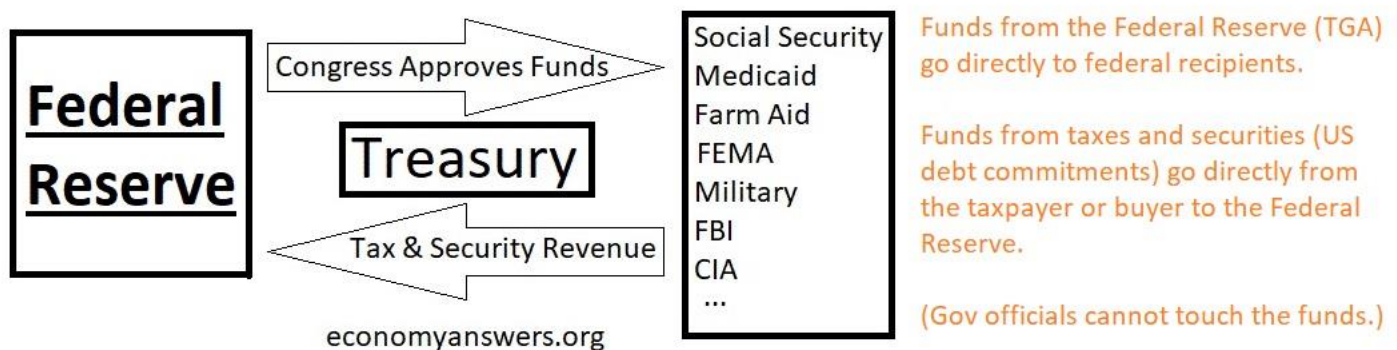 Federal
Reserve
Congress Approves Funds
Treasury
Tax & Security Revenue
economyanswers.org
Social Security
Medicaid
Farm Aid
FEMA
Military
FBI
CIA
...
Funds from the Federal Reserve (TGA)
go directly to federal recipients.
Funds from taxes and securities (US
debt commitments) go directly from
the taxpayer or buyer to the Federal
Reserve.
(Gov officials cannot touch the funds.)